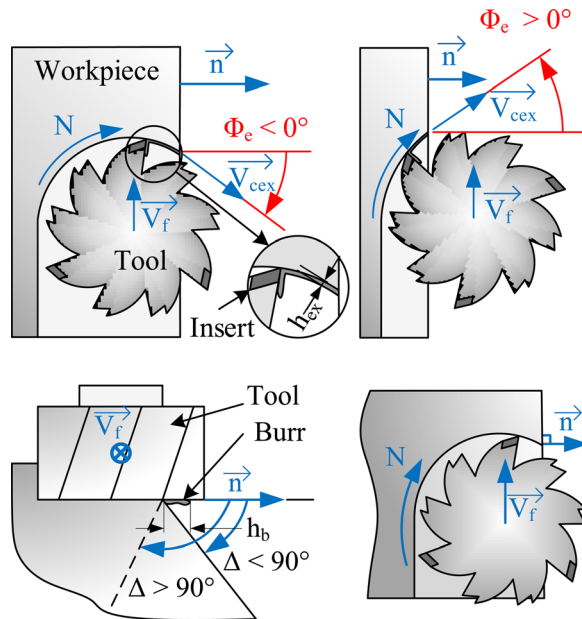 Workpiece
n
N
Φe < 0°
Vcex
Vf
Tool
Insert
hex
Φe > 0°
n
Vcex
N
Vf
Tool
Vf
Burr
n
hb
Δ < 90°
Δ > 90°
n
N
Vf